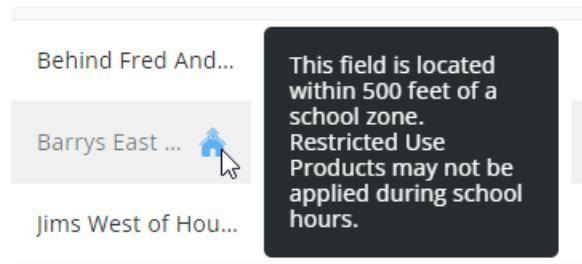 Behind Fred And...
Barrys East ...
Jims West of Hou...
This field is located
within 500 feet of a
school zone.
Restricted Use
Products may not be
applied during school
hours.